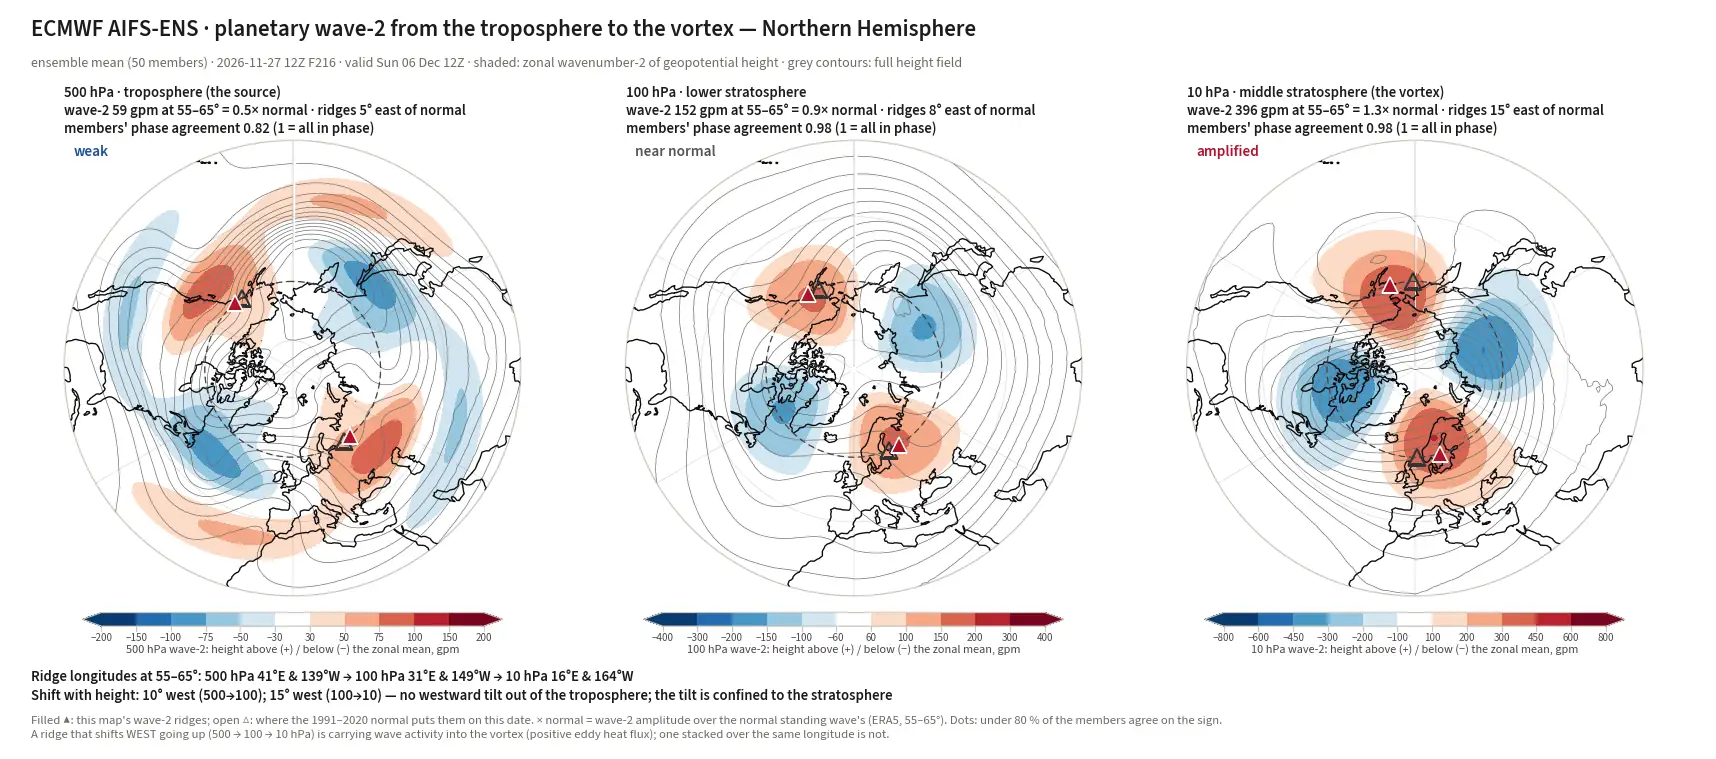 ECMWF AIFS-ENS · planetary wave-2 from the troposphere to the vortex — Northern Hemisphere
ensemble mean (50 members) · 2026-11-27 12Z F216 · valid Sun 06 Dec 12Z · shaded: zonal wavenumber-2 of geopotential height · grey contours: full height field
500 hPa · troposphere (the source)
wave-2 59 gpm at 55–65° = 0.5× normal · ridges 5° east of normal
members' phase agreement 0.82 (1 = all in phase)
weak
100 hPa · lower stratosphere
wave-2 152 gpm at 55–65° = 0.9× normal · ridges 8° east of normal
members' phase agreement 0.98 (1 = all in phase)
near normal
10 hPa · middle stratosphere (the vortex)
wave-2 396 gpm at 55–65° = 1.3× normal · ridges 15° east of normal
members' phase agreement 0.98 (1 = all in phase)
amplified
−200 −150 −100 −75 −50 −30 30 50 75 100 150 200
500 hPa wave-2: height above (+) / below (−) the zonal mean, gpm
−400 −300 −200 −150 −100 −60 60 100 150 200 300 400
100 hPa wave-2: height above (+) / below (−) the zonal mean, gpm
−800 −600 −450 −300 −200 −100 100 200 300 450 600 800
10 hPa wave-2: height above (+) / below (−) the zonal mean, gpm
Ridge longitudes at 55–65°: 500 hPa 41°E & 139°W → 100 hPa 31°E & 149°W → 10 hPa 16°E & 164°W
Shift with height: 10° west (500→100); 15° west (100→10) — no westward tilt out of the troposphere; the tilt is confined to the stratosphere
Filled ▲: this map's wave-2 ridges; open △: where the 1991–2020 normal puts them on this date. × normal = wave-2 amplitude over the normal standing wave's (ERA5, 55–65°). Dots: under 80 % of the members agree on the sign.
A ridge that shifts WEST going up (500 → 100 → 10 hPa) is carrying wave activity into the vortex (positive eddy heat flux); one stacked over the same longitude is not.